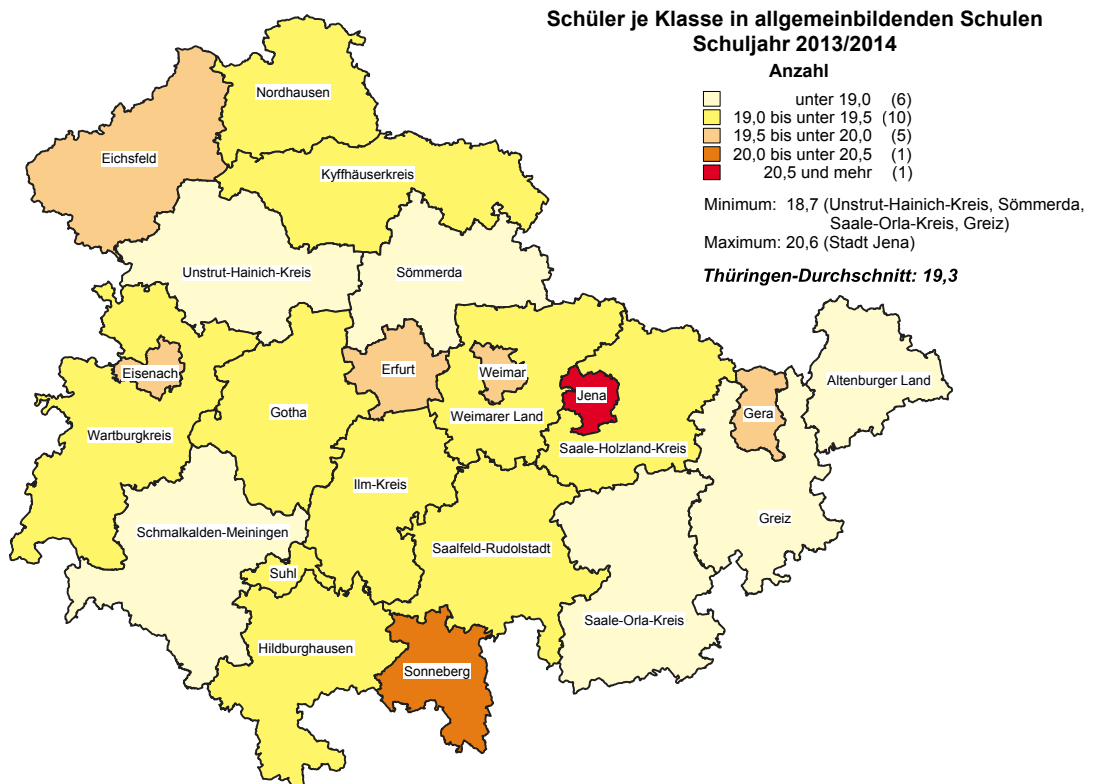 Schüler je Klasse in allgemeinbildenden Schulen
Schuljahr 2013/2014
Anzahl
unter 19,0 (6)
19,0 bis unter 19,5 (10)
19,5 bis unter 20,0 (5)
20,0 bis unter 20,5 (1)
20,5 und mehr (1)
Minimum: 18,7 (Unstrut-Hainich-Kreis, Sömmerda,
Saale-Orla-Kreis, Greiz)
Maximum: 20,6 (Stadt Jena)
Thüringen-Durchschnitt: 19,3
Nordhausen
Eichsfeld
Kyffhäuserkreis
Unstrut-Hainich-Kreis
Sömmerda
Eisenach
Erfurt
Weimar
Altenburger Land
Jena
Gotha
Weimarer Land
Gera
Wartburgkreis
Saale-Holzland-Kreis
Ilm-Kreis
Greiz
Schmalkalden-Meiningen
Saalfeld-Rudolstadt
Suhl
Saale-Orla-Kreis
Hildburghausen
Sonneberg